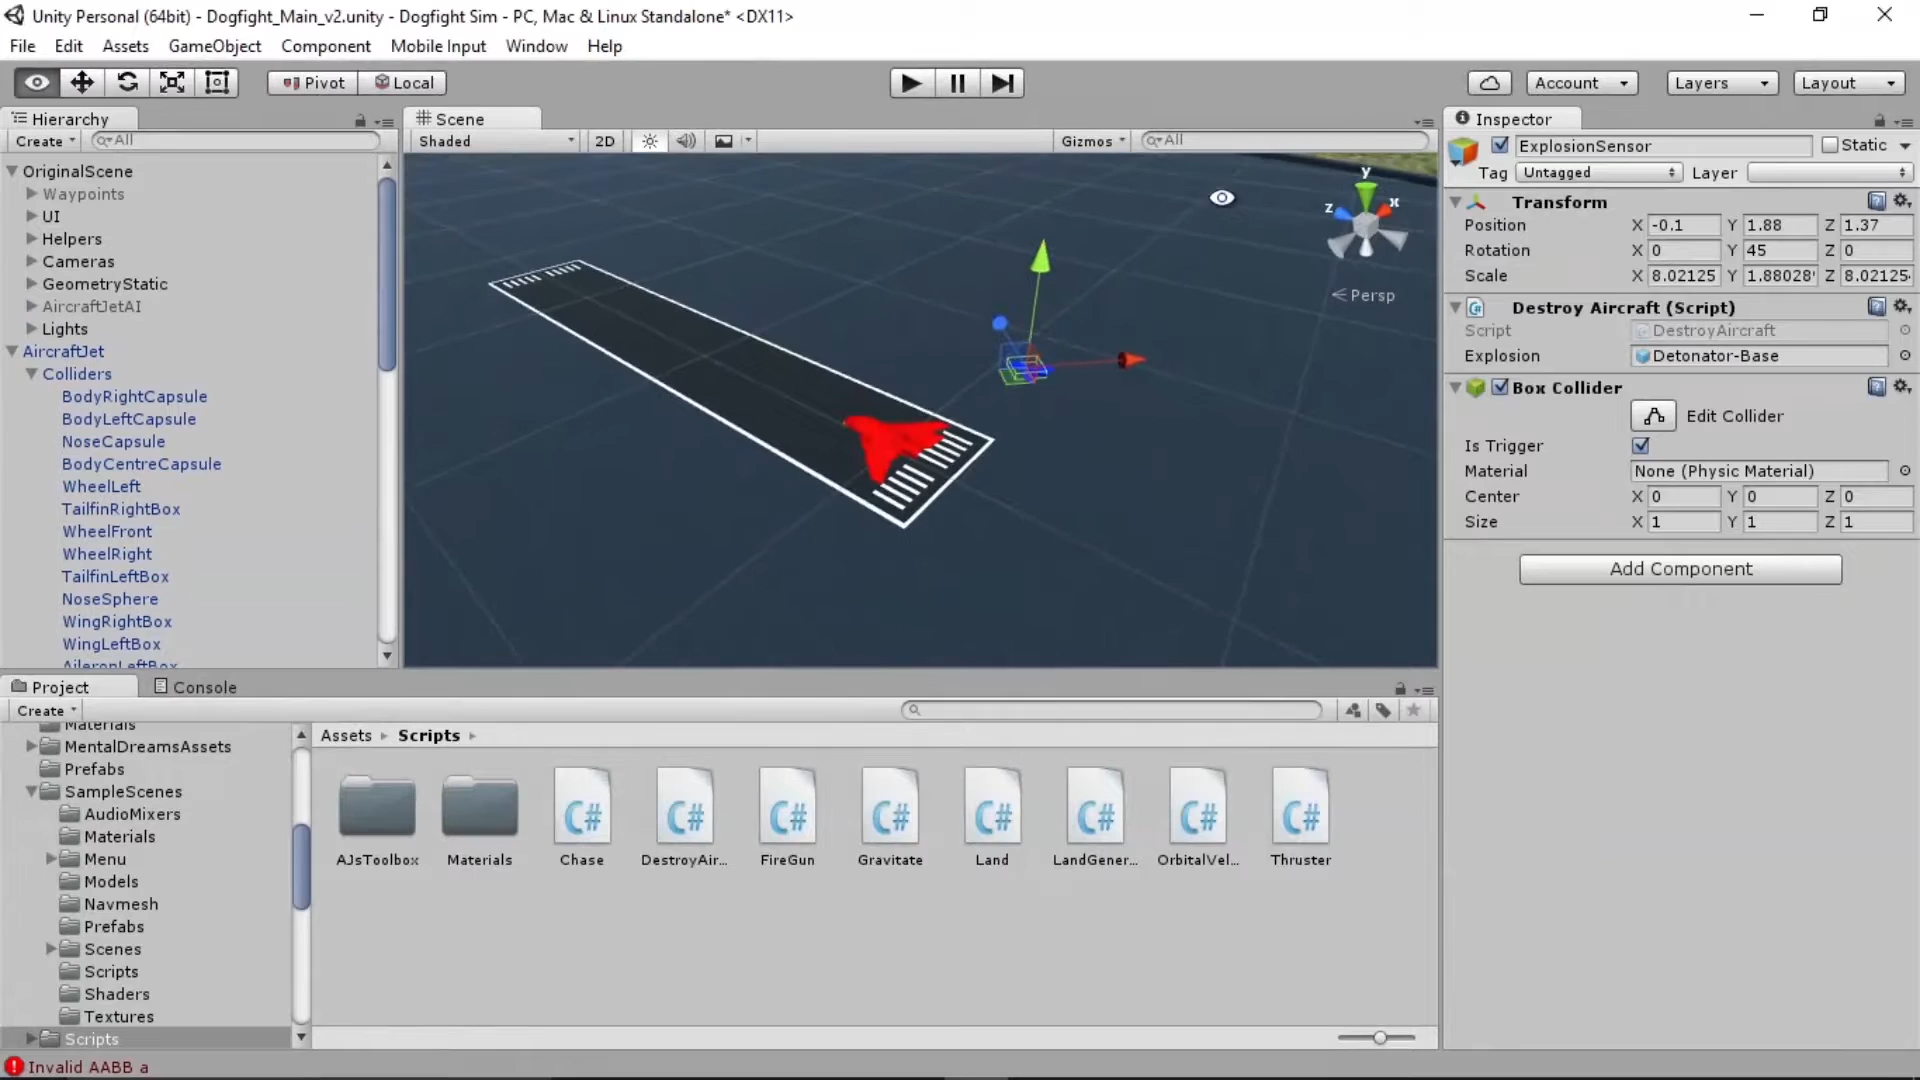 Unity Personal (64bit) - Dogfight_Main_v2.unity - Dogfight Sim - PC, Mac & Linux Standalone* <DX11>
File Edit Assets GameObject Component Mobile Input Window Help
Pivot Local Account Layers Layout
Hierarchy
Create All
OriginalScene
Waypoints
UI
Helpers
Cameras
GeometryStatic
AircraftJetAI
Lights
AircraftJet
Colliders
BodyRightCapsule
BodyLeftCapsule
NoseCapsule
BodyCentreCapsule
WheelLeft
TailfinRightBox
WheelFront
WheelRight
TailfinLeftBox
NoseSphere
WingRightBox
WingLeftBox
AileronLeftBox
Scene
Shaded 2D Gizmos All
y
z x
Persp
Inspector
ExplosionSensor Static
Tag Untagged Layer
Transform
Position X -0.1 Y 1.88 Z 1.37
Rotation X 0 Y 45 Z 0
Scale X 8.02125 Y 1.88028 Z 8.02125
Destroy Aircraft (Script)
Script DestroyAircraft
Explosion Detonator-Base
Box Collider
Edit Collider
Is Trigger
Material None (Physic Material)
Center X 0 Y 0 Z 0
Size X 1 Y 1 Z 1
Add Component
Project Console
Create
Materials
MentalDreamsAssets
Prefabs
SampleScenes
AudioMixers
Materials
Menu
Models
Navmesh
Prefabs
Scenes
Scripts
Shaders
Textures
Scripts
Assets Scripts
AJsToolbox Materials Chase DestroyAir... FireGun Gravitate Land LandGener... OrbitalVel... Thruster
Invalid AABB a